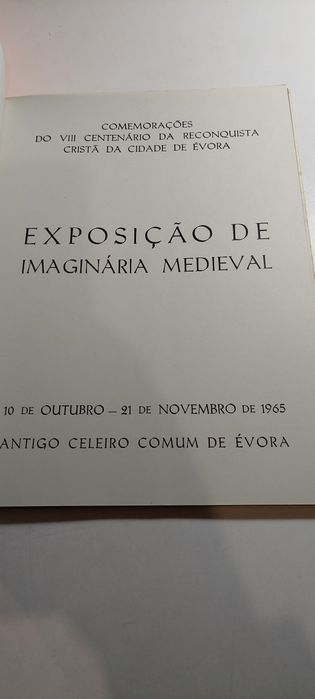 COMEMORAÇÕES
DO VIII CENTENÁRIO DA RECONQUISTA
CRISTÃ DA CIDADE DE ÉVORA
EXPOSIÇÃO DE
IMAGINÁRIA MEDIEVAL
10 DE OUTUBRO — 21 DE NOVEMBRO DE 1965
ANTIGO CELEIRO COMUM DE ÉVORA